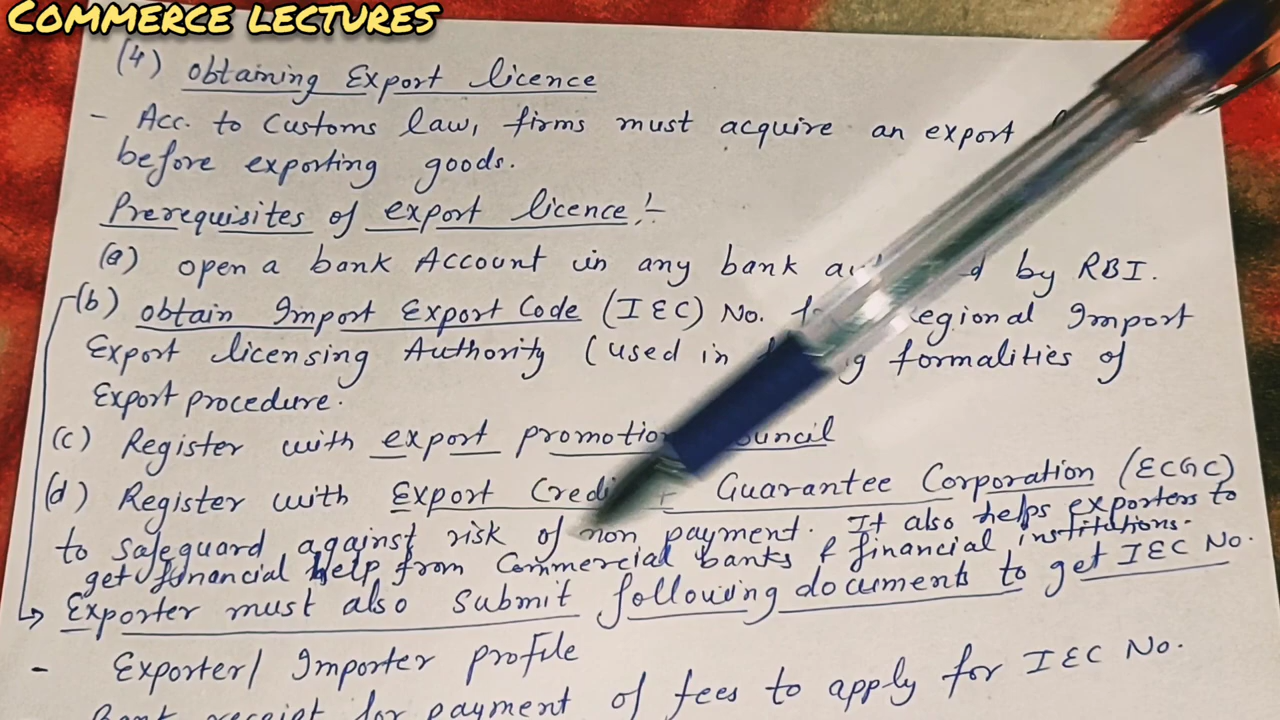 COMMERCE LECTURES
(4) Obtaining Export licence
- Acc. to Customs law, firms must acquire an export
before exporting goods.
Prerequisites of export licence:-
(a) open a bank Account in any bank by RBI.
(b) obtain Import Export Code (IEC) No. Import
Export licensing Authority (used in formalities of
Export procedure.
(c) Register with export promotion
(d) Register with Export Guarantee Corporation (ECGC)
to safeguard against risk of non payment. It also helps exporters to
get financial help from Commercial banks & financial institutions.
→ Exporter must also submit following documents to get IEC No.
- Exporter/ Importer profile
Bank receipt for payment of fees to apply for IEC No.